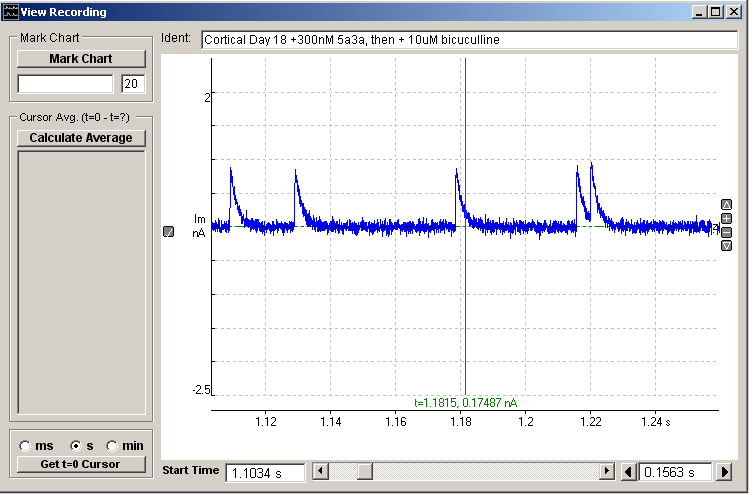 View Recording
Mark Chart
Mark Chart
20
Cursor Avg. (t=0 - t=?)
Calculate Average
ms s min
Get t=0 Cursor
Ident: Cortical Day 18 +300nM 5a3a, then + 10uM bicuculline
2
Im
nA
-2.5
t=1.1815, 0.17487 nA
1.12 1.14 1.16 1.18 1.2 1.22 1.24 s
Start Time 1.1034 s 0.1563 s